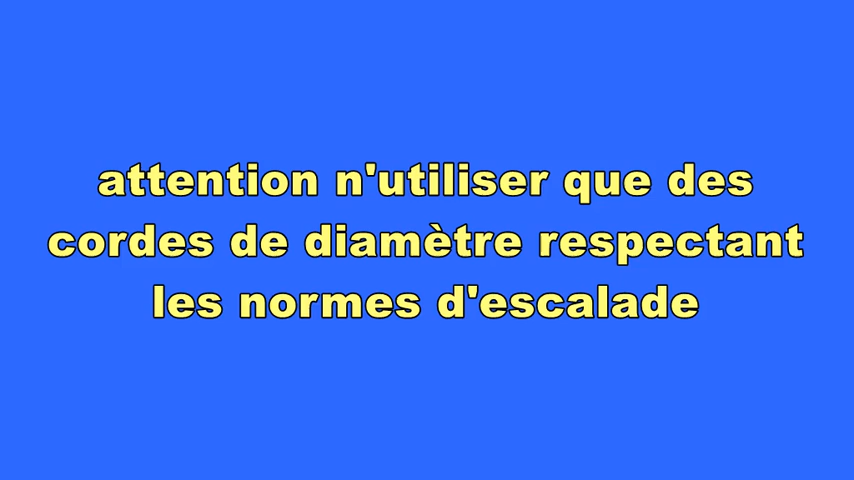 attention n'utiliser que des
cordes de diamètre respectant
les normes d'escalade